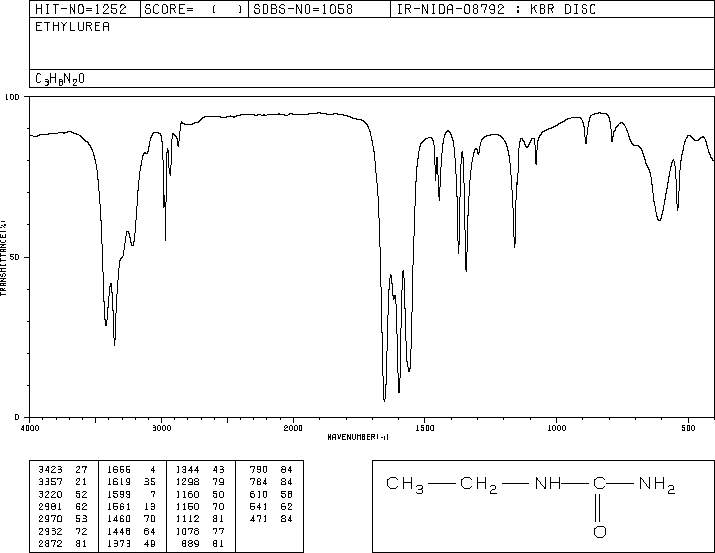 HIT-NO=1252 SCORE= ( ) SDBS-NO=1058 IR-NIDA-08792 : KBR DISC
ETHYLUREA
C3H8N2O
100
50
0
TRANSMITTANCE(%)
4000 3000 2000 1500 1000 500
WAVENUMBER(-1)
3423 27 1656 4 1344 43 790 84
3357 21 1619 35 1298 79 784 84
3220 52 1599 7 1160 50 610 58
2981 62 1561 13 1150 70 541 62
2970 53 1460 70 1112 81 471 84
2932 72 1448 64 1078 77
2872 81 1373 49 889 81
CH3 CH2 NH C NH2
O